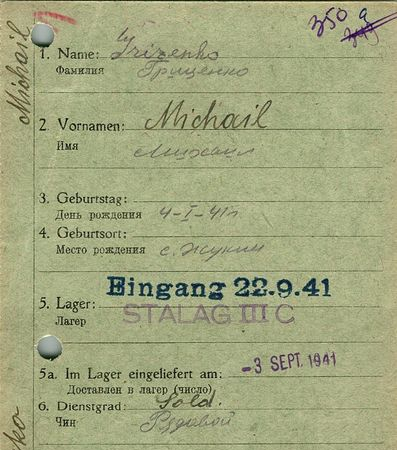 350 a
Michail
1. Name: Grizenko
Фамилия Гриценко
2. Vornamen: Michail
Имя Михаил
3. Geburtstag:
День рождения 4-I-41
4. Geburtsort:
Место рождения с. Жукин
Eingang 22.9.41
5. Lager: STALAG III C
Лагер
5a. Im Lager eingeliefert am: -3 SEPT. 1941
Доставлен в лагер (число)
6. Dienstgrad: Sold.
Чин Рядовой